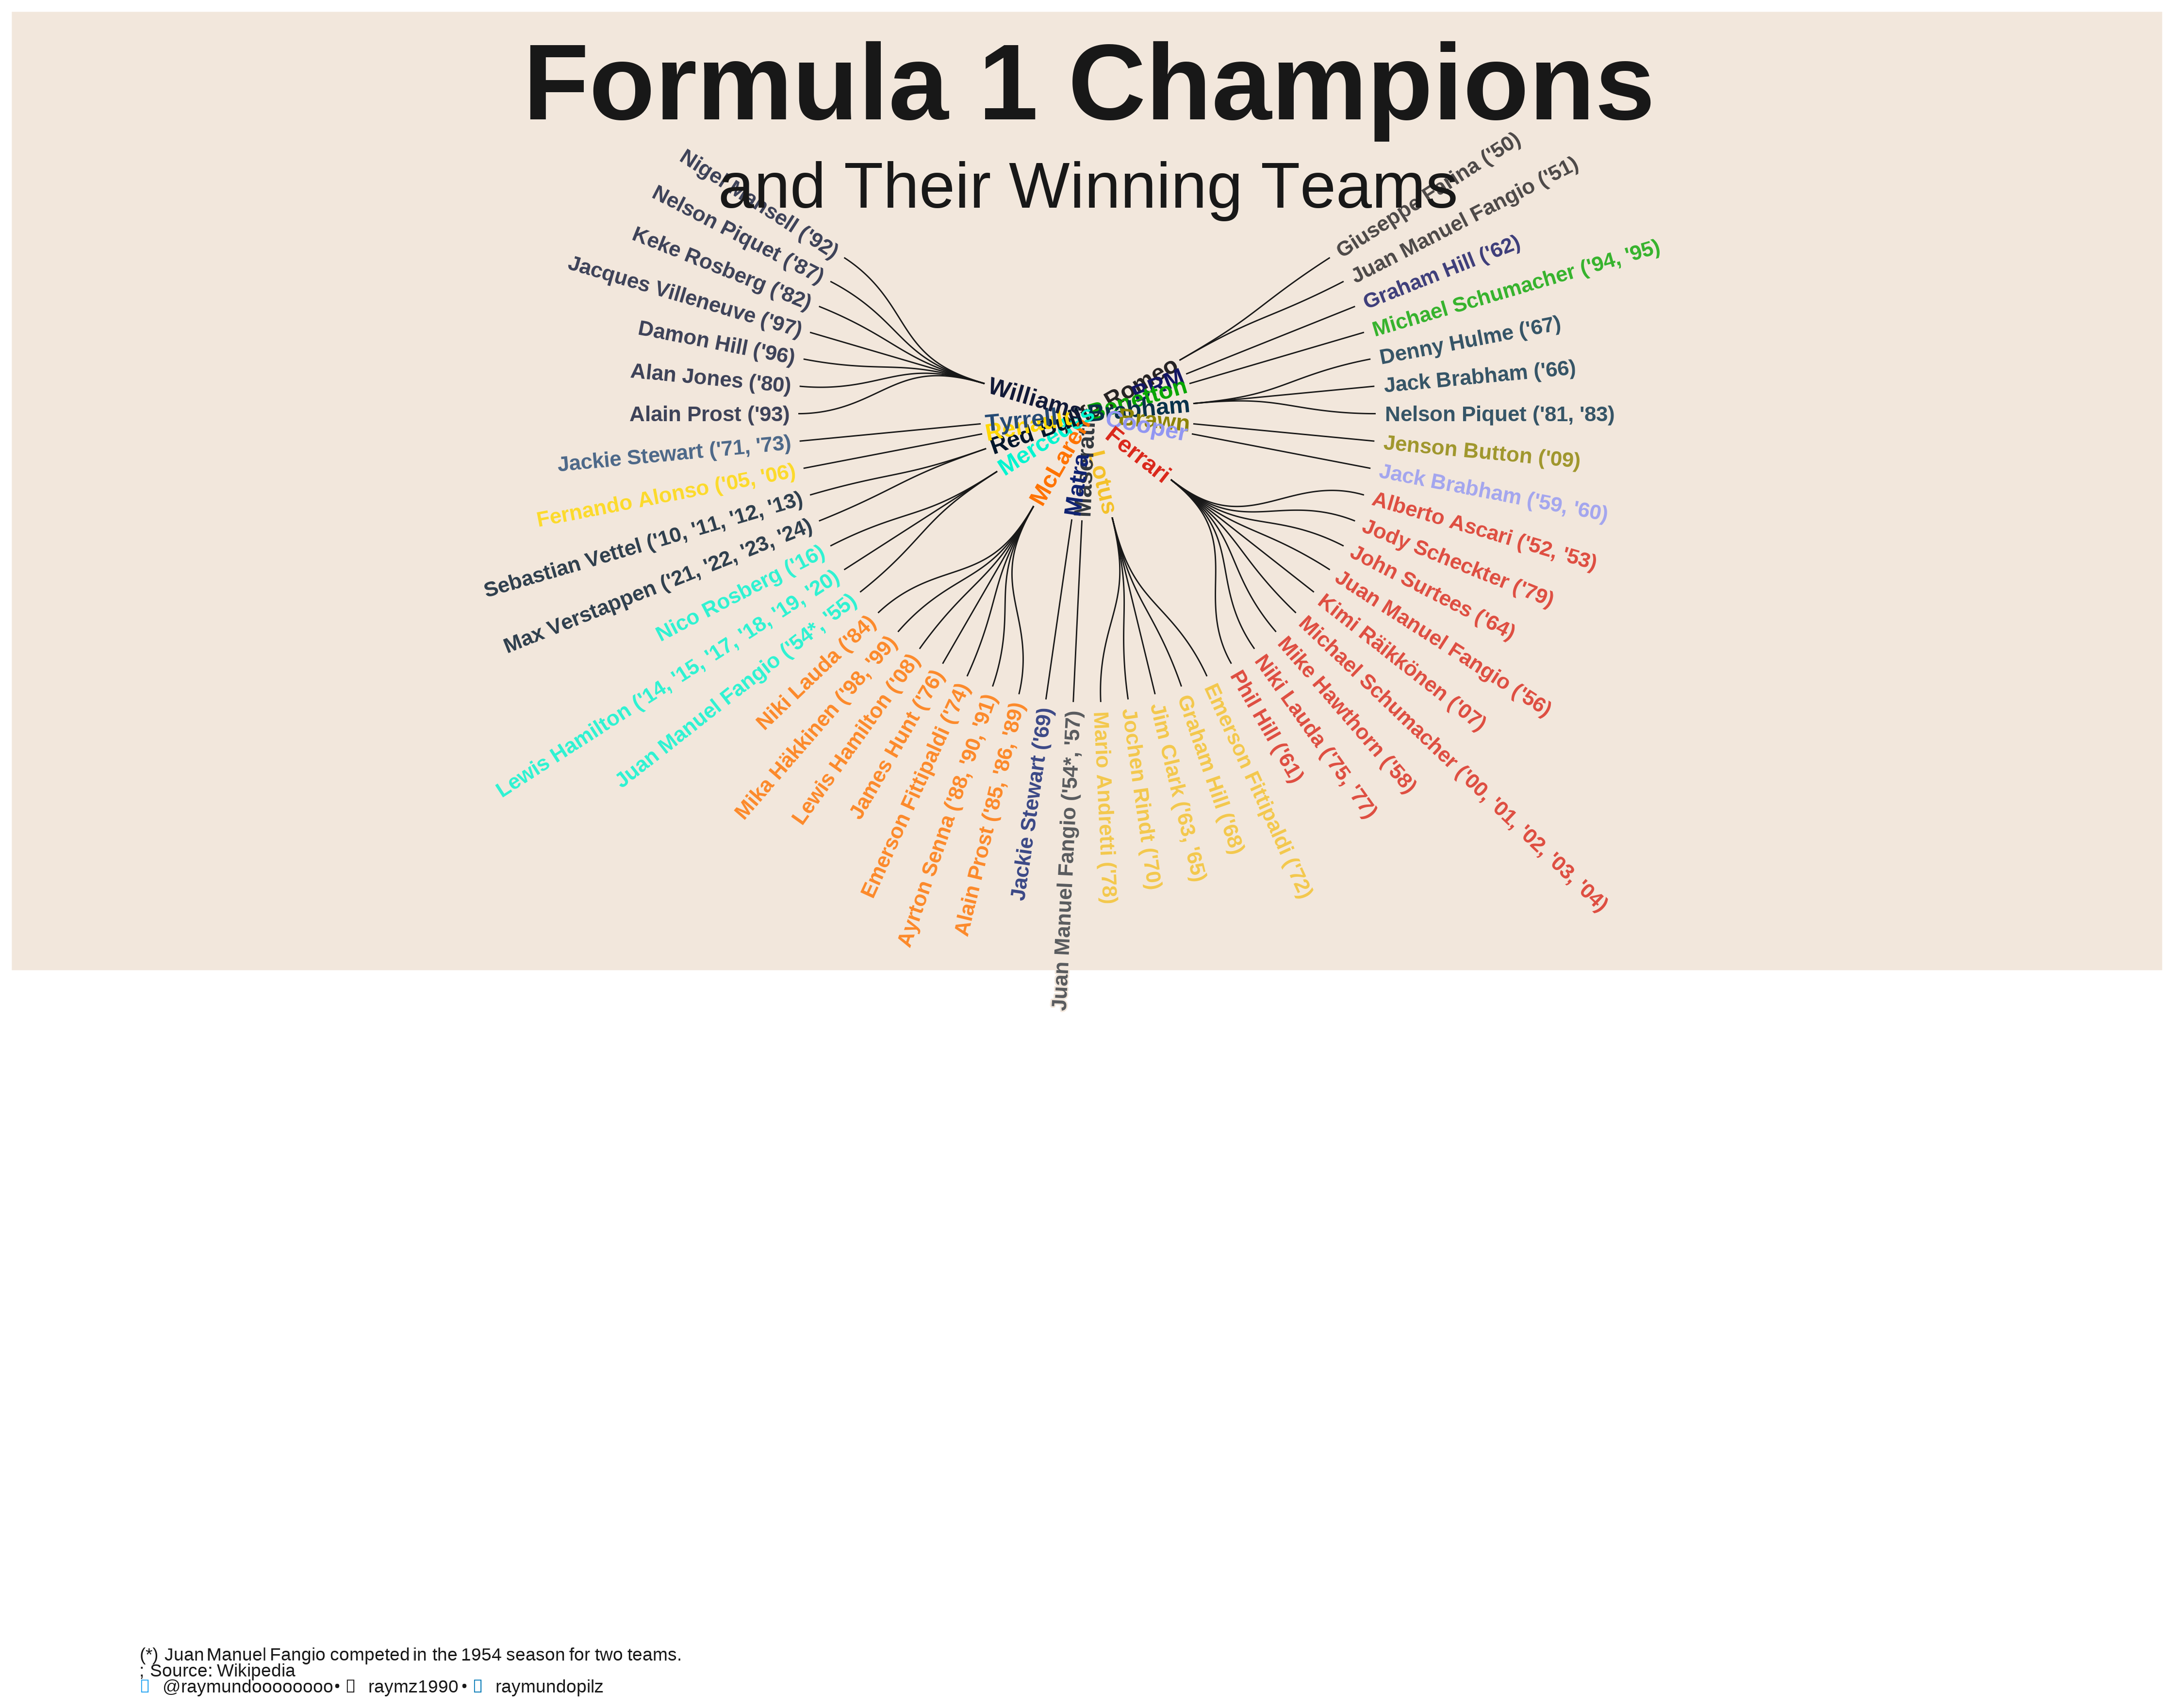 Formula 1 Champions
and Their Winning Teams
Nigel Mansell ('92)
Nelson Piquet ('87)
Keke Rosberg ('82)
Jacques Villeneuve ('97)
Damon Hill ('96)
Alan Jones ('80)
Alain Prost ('93)
Jackie Stewart ('71, '73)
Fernando Alonso ('05, '06)
Sebastian Vettel ('10, '11, '12, '13)
Max Verstappen ('21, '22, '23, '24)
Nico Rosberg ('16)
Lewis Hamilton ('14, '15, '17, '18, '19, '20)
Juan Manuel Fangio ('54*, '55)
Niki Lauda ('84)
Mika Häkkinen ('98, '99)
Lewis Hamilton ('08)
James Hunt ('76)
Emerson Fittipaldi ('74)
Ayrton Senna ('88, '90, '91)
Alain Prost ('85, '86, '89)
Jackie Stewart ('69)
Juan Manuel Fangio ('54*, '57)
Mario Andretti ('78)
Jochen Rindt ('70)
Jim Clark ('63, '65)
Graham Hill ('68)
Emerson Fittipaldi ('72)
Phil Hill ('61)
Niki Lauda ('75, '77)
Mike Hawthorn ('58)
Michael Schumacher ('00, '01, '02, '03, '04)
Kimi Räikkönen ('07)
Juan Manuel Fangio ('56)
John Surtees ('64)
Jody Scheckter ('79)
Alberto Ascari ('52, '53)
Jack Brabham ('59, '60)
Jenson Button ('09)
Nelson Piquet ('81, '83)
Jack Brabham ('66)
Denny Hulme ('67)
Michael Schumacher ('94, '95)
Graham Hill ('62)
Juan Manuel Fangio ('51)
Giuseppe Farina ('50)
Williams
Tyrrell
Red Bull
Mercedes
McLaren
Matra
Maserati
Lotus
Ferrari
Cooper
Brawn
Brabham
Benetton
BRM
Romeo
(*) Juan Manuel Fangio competed in the 1954 season for two teams.
; Source: Wikipedia
@raymundoooooooo • raymz1990 • raymundopilz